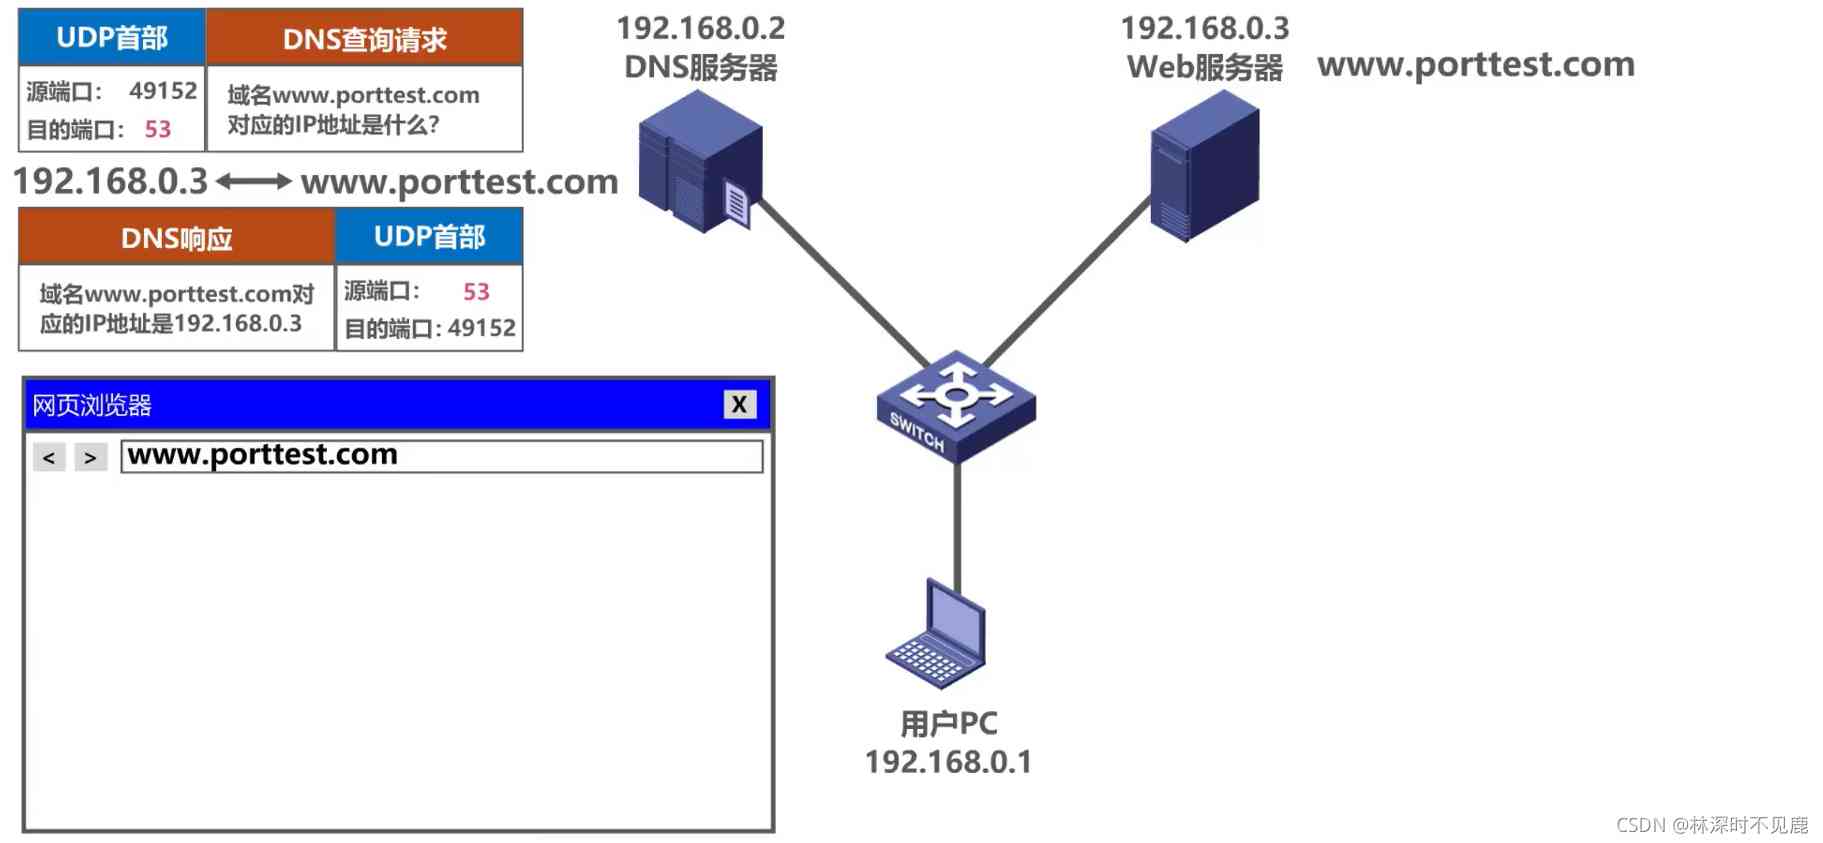 UDP首部
DNS查询请求
源端口： 49152
目的端口： 53
域名www.porttest.com
对应的IP地址是什么?
192.168.0.3
www.porttest.com
DNS响应
UDP首部
域名www.porttest.com对
应的IP地址是192.168.0.3
源端口： 53
目的端口：49152
192.168.0.2
DNS服务器
192.168.0.3
Web服务器
www.porttest.com
网页浏览器
X
<
>
www.porttest.com
SWITCH
用户PC
192.168.0.1
CSDN @林深时不见鹿